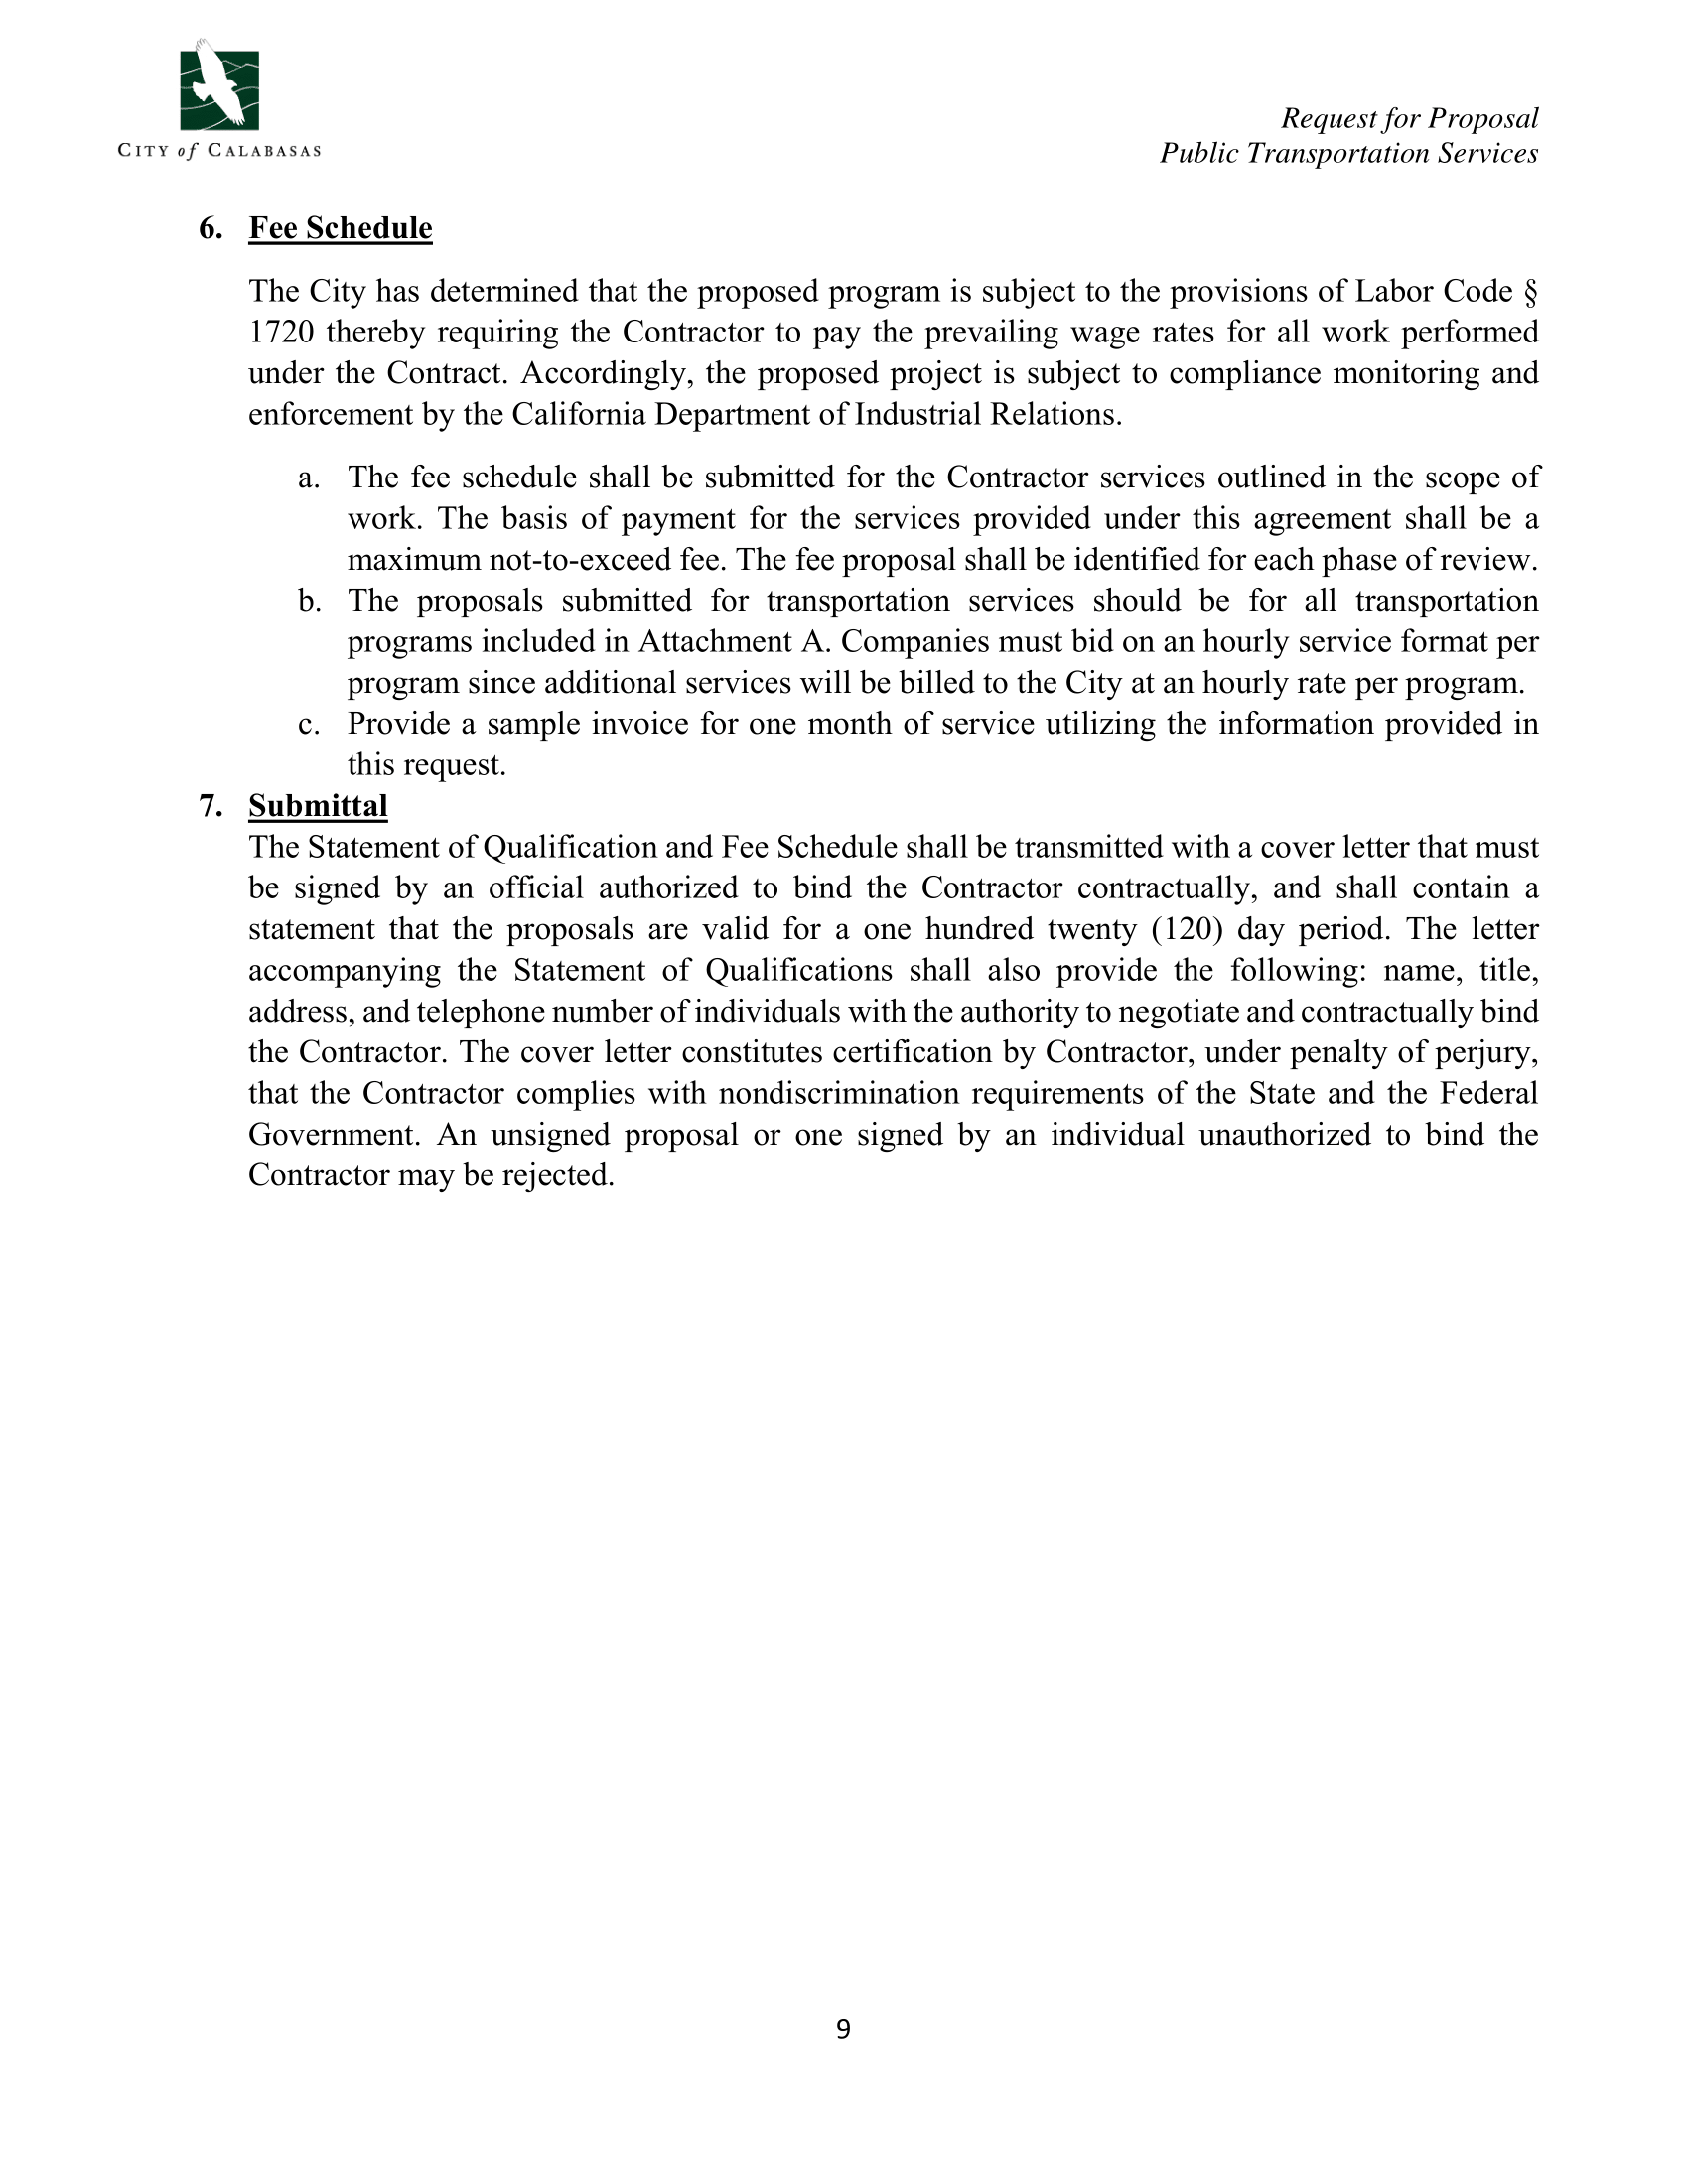 CITY of CALABASAS
Request for Proposal
Public Transportation Services
6. Fee Schedule
The City has determined that the proposed program is subject to the provisions of Labor Code §
1720 thereby requiring the Contractor to pay the prevailing wage rates for all work performed
under the Contract. Accordingly, the proposed project is subject to compliance monitoring and
enforcement by the California Department of Industrial Relations.
a. The fee schedule shall be submitted for the Contractor services outlined in the scope of
work. The basis of payment for the services provided under this agreement shall be a
maximum not-to-exceed fee. The fee proposal shall be identified for each phase of review.
b. The proposals submitted for transportation services should be for all transportation
programs included in Attachment A. Companies must bid on an hourly service format per
program since additional services will be billed to the City at an hourly rate per program.
c. Provide a sample invoice for one month of service utilizing the information provided in
this request.
7. Submittal
The Statement of Qualification and Fee Schedule shall be transmitted with a cover letter that must
be signed by an official authorized to bind the Contractor contractually, and shall contain a
statement that the proposals are valid for a one hundred twenty (120) day period. The letter
accompanying the Statement of Qualifications shall also provide the following: name, title,
address, and telephone number of individuals with the authority to negotiate and contractually bind
the Contractor. The cover letter constitutes certification by Contractor, under penalty of perjury,
that the Contractor complies with nondiscrimination requirements of the State and the Federal
Government. An unsigned proposal or one signed by an individual unauthorized to bind the
Contractor may be rejected.
9